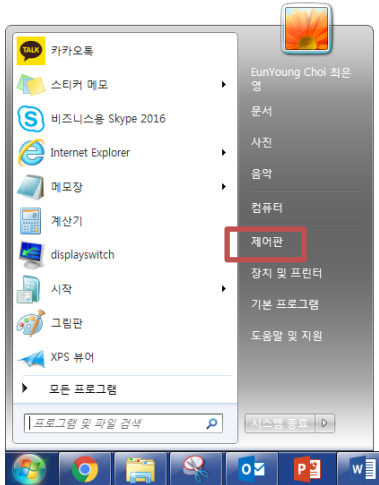 TALK
카카오톡
스티커 메모
비즈니스용 Skype 2016
Internet Explorer
메모장
계산기
displayswitch
시작
그림판
XPS 뷰어
모든 프로그램
프로그램 및 파일 검색
EunYoung Choi 최은
영
문서
사진
음악
컴퓨터
제어판
장치 및 프린터
기본 프로그램
도움말 및 지원
시스템 종료